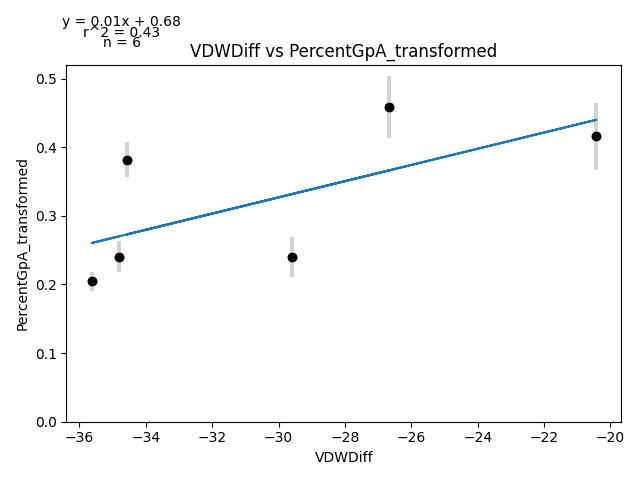 y = 0.01x + 0.68
r^2 = 0.43
n = 6
VDWDiff vs PercentGpA_transformed
PercentGpA_transformed
0.5
0.4
0.3
0.2
0.1
0.0
−36 −34 −32 −30 −28 −26 −24 −22 −20
VDWDiff